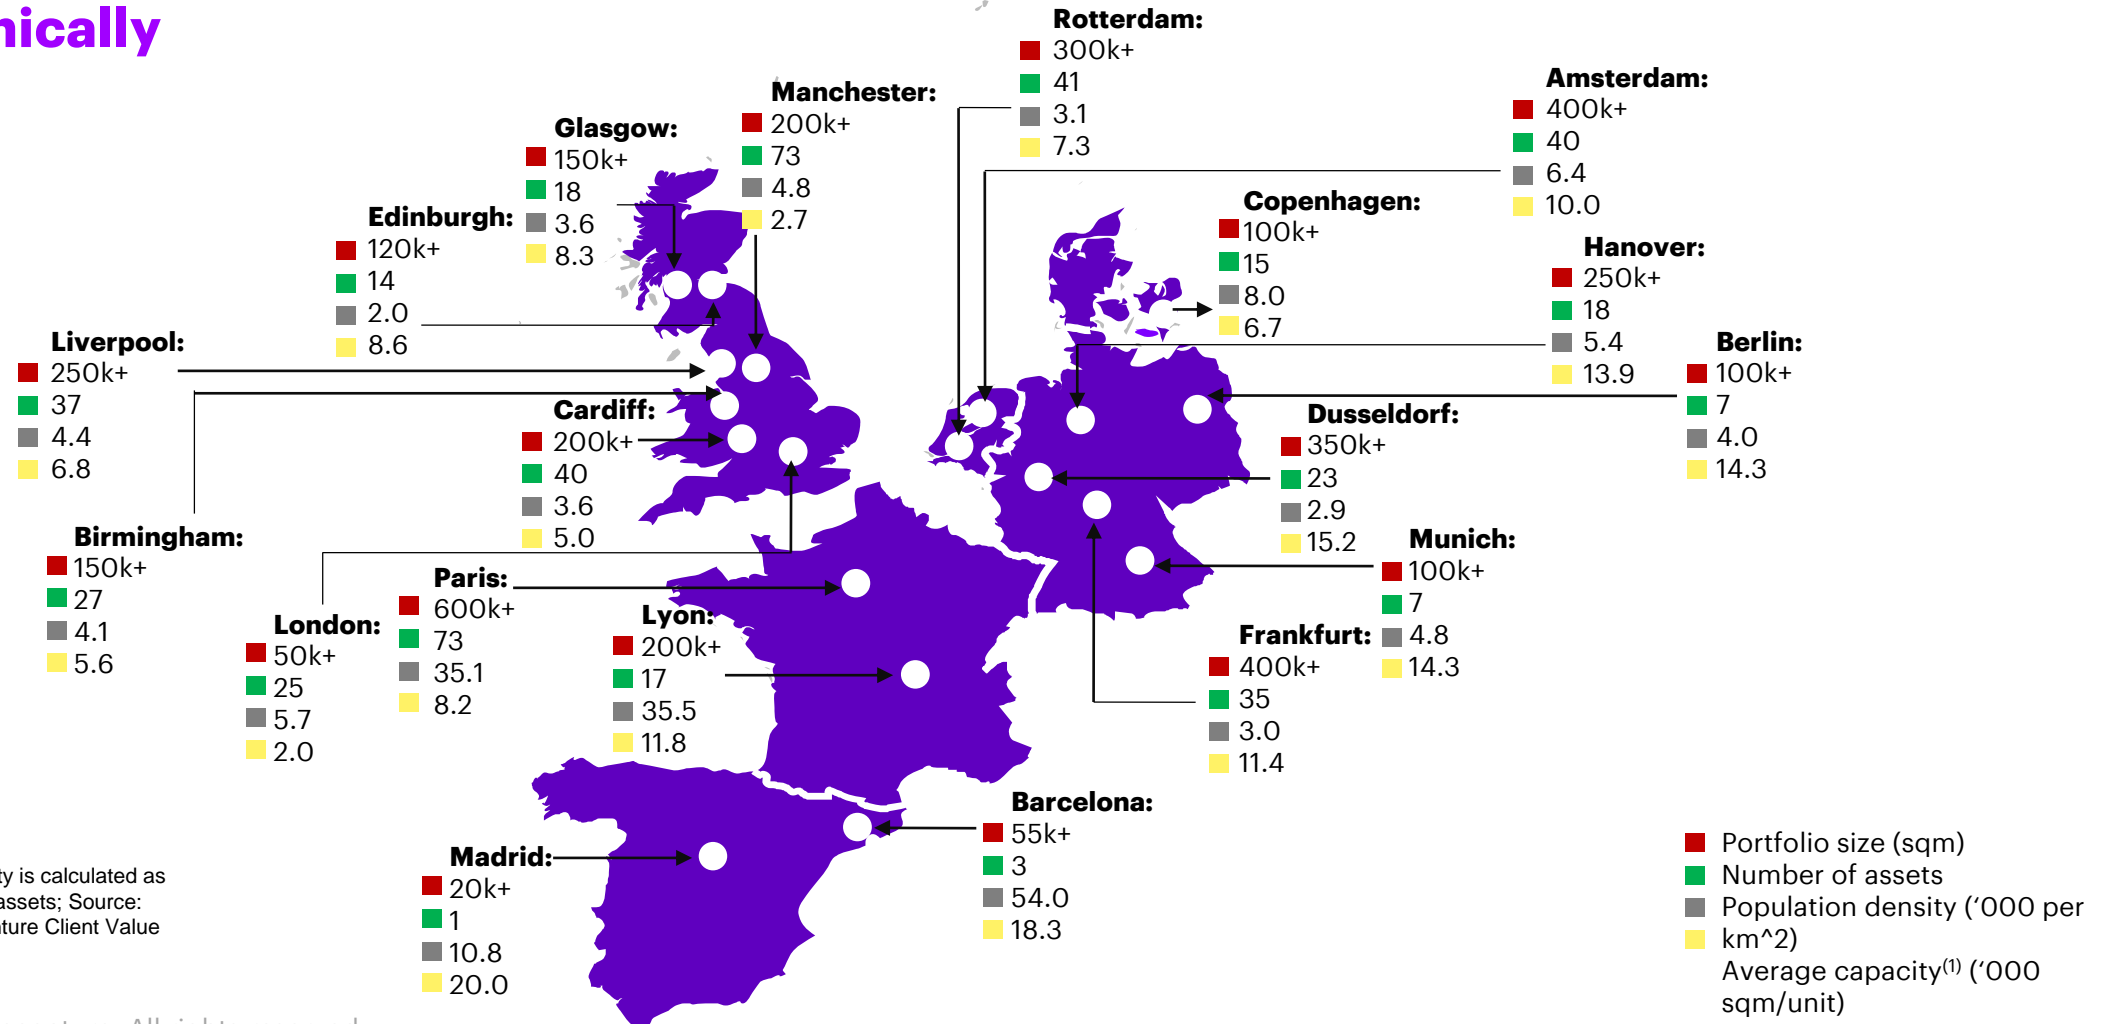 nically
Rotterdam:
300k+
41
3.1
7.3
Amsterdam:
400k+
40
6.4
10.0
Manchester:
200k+
73
4.8
2.7
Glasgow:
150k+
18
3.6
8.3
Copenhagen:
100k+
15
8.0
6.7
Edinburgh:
120k+
14
2.0
8.6
Hanover:
250k+
18
5.4
13.9
Liverpool:
250k+
37
4.4
6.8
Berlin:
100k+
7
4.0
14.3
Cardiff:
200k+
40
3.6
5.0
Dusseldorf:
350k+
23
2.9
15.2
Birmingham:
150k+
27
4.1
5.6
Munich:
100k+
7
4.8
14.3
Paris:
600k+
73
35.1
8.2
London:
50k+
25
5.7
2.0
Lyon:
200k+
17
35.5
11.8
Frankfurt:
400k+
35
3.0
11.4
Barcelona:
55k+
3
54.0
18.3
Madrid:
20k+
1
10.8
20.0
ty is calculated as
assets; Source:
nture Client Value
Portfolio size (sqm)
Number of assets
Population density (‘000 per
km^2)
Average capacity(1) (‘000
sqm/unit)